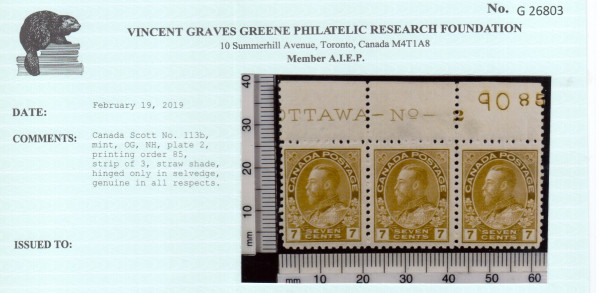 No. G 26803
VINCENT GRAVES GREENE PHILATELIC RESEARCH FOUNDATION
10 Summerhill Avenue, Toronto, Canada M4T1A8
Member A.I.E.P.
DATE:
February 19, 2019
COMMENTS:
Canada Scott No. 113b,
mint, OG, NH, plate 2,
printing order 85,
strip of 3, straw shade,
hinged only in selvedge,
genuine in all respects.
ISSUED TO:
OTTAWA - No - 2
85
CANADA POSTAGE CANADA POSTAGE CANADA POSTAGE
7 SEVEN CENTS 7 7 SEVEN CENTS 7 7 SEVEN CENTS 7
40
30
20
10
mm
mm 10 20 30 40 50 60